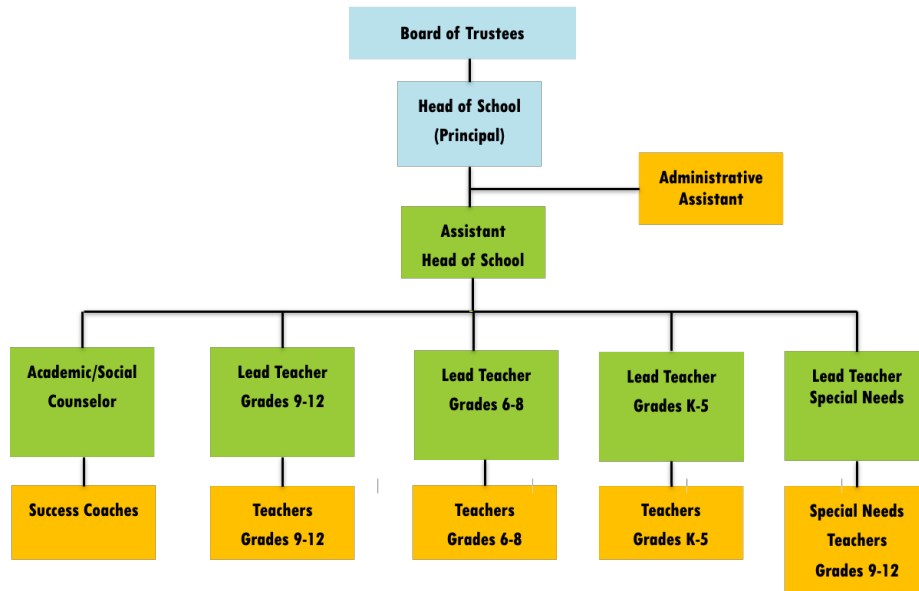 Board of Trustees
Head of School
(Principal)
Administrative
Assistant
Assistant
Head of School
Academic/Social
Counselor
Lead Teacher
Grades 9-12
Lead Teacher
Grades 6-8
Lead Teacher
Grades K-5
Lead Teacher
Special Needs
Success Coaches
Teachers
Grades 9-12
Teachers
Grades 6-8
Teachers
Grades K-5
Special Needs
Teachers
Grades 9-12